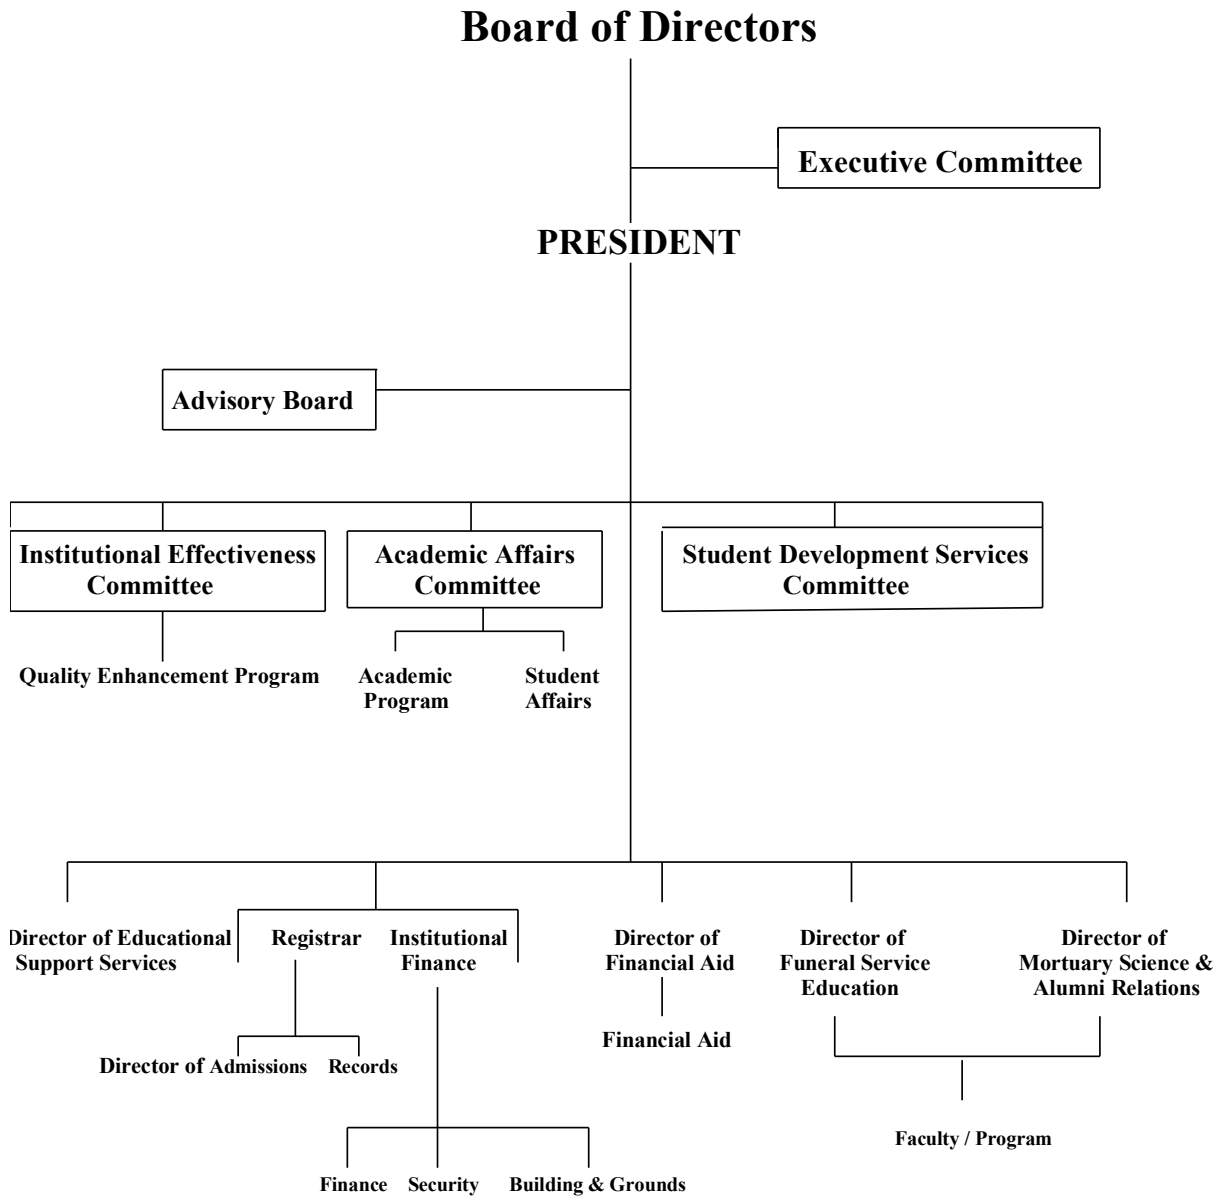 Board of Directors
Executive Committee
PRESIDENT
Advisory Board
Institutional Effectiveness
Committee
Academic Affairs
Committee
Student Development Services
Committee
Quality Enhancement Program
Academic
Program
Student
Affairs
Director of Educational
Support Services
Registrar
Institutional
Finance
Director of
Financial Aid
Director of
Funeral Service
Education
Director of
Mortuary Science &
Alumni Relations
Financial Aid
Director of Admissions
Records
Faculty / Program
Finance
Security
Building & Grounds